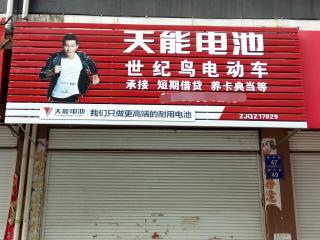 天能电池
世纪鸟电动车
承接 短期借贷 养卡典当等
天能电池 我们只做更高端的耐用电池
ZJQZ17029
47
49